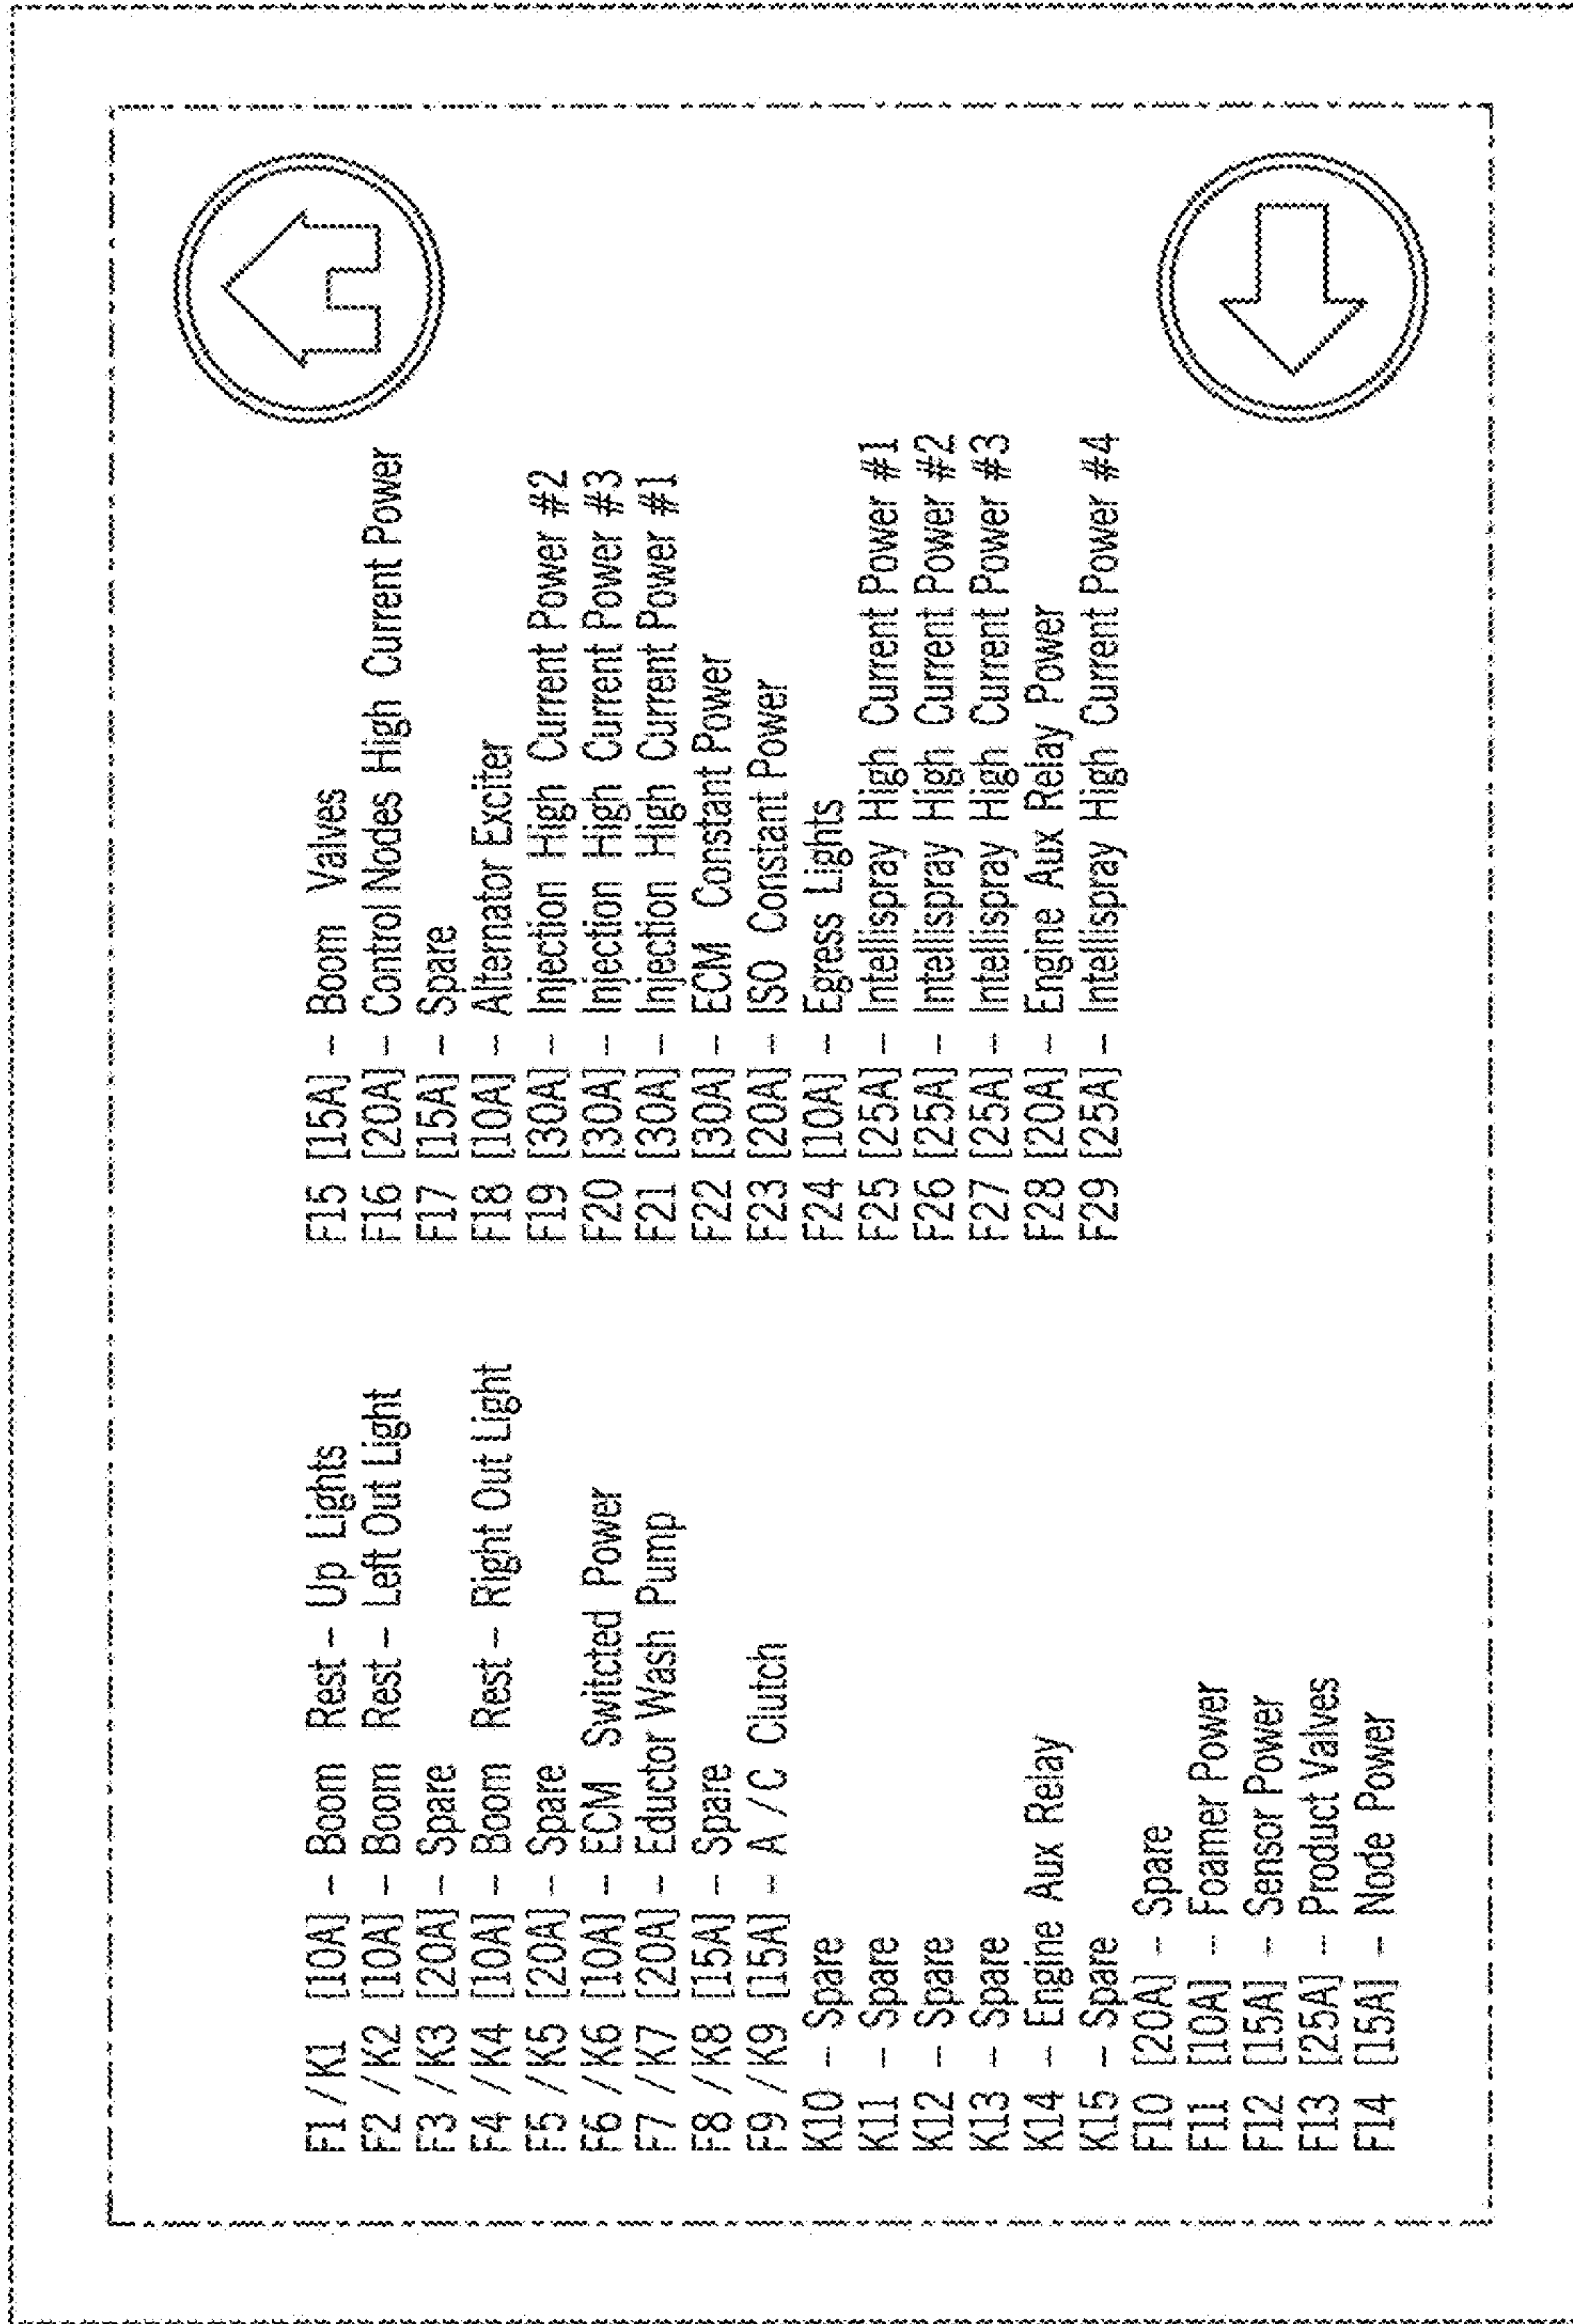 F1 / K1 [10A] - Boom Rest - Up Lights
F2 / K2 [10A] - Boom Rest - Left Out Light
F3 / K3 [20A] - Spare
F4 / K4 [10A] - Boom Rest - Right Out Light
F5 / K5 [20A] - Spare
F6 / K6 [10A] - ECM Switcted Power
F7 / K7 [20A] - Eductor Wash Pump
F8 / K8 [15A] - Spare
F9 / K9 [15A] - A / C Clutch
K10 - Spare
K11 - Spare
K12 - Spare
K13 - Spare
K14 - Engine Aux Relay
K15 - Spare
F10 [20A] - Spare
F11 [10A] - Foamer Power
F12 [15A] - Sensor Power
F13 [25A] - Product Valves
F14 [15A] - Node Power
F15 [15A] - Boom Valves
F16 [20A] - Control Nodes High Current Power
F17 [15A] - Spare
F18 [10A] - Alternator Exciter
F19 [30A] - Injection High Current Power #2
F20 [30A] - Injection High Current Power #3
F21 [30A] - Injection High Current Power #1
F22 [30A] - ECM Constant Power
F23 [20A] - ISO Constant Power
F24 [10A] - Egress Lights
F25 [25A] - Intellispray High Current Power #1
F26 [25A] - Intellispray High Current Power #2
F27 [25A] - Intellispray High Current Power #3
F28 [20A] - Engine Aux Relay Power
F29 [25A] - Intellispray High Current Power #4